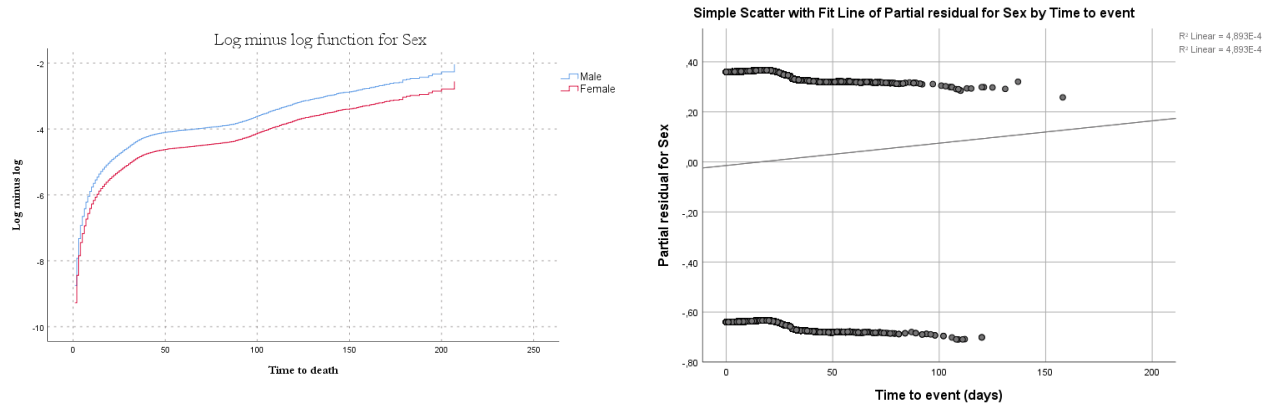 Log minus log function for Sex
Log minus log
-2
-4
-6
-8
-10
0
50
100
150
200
250
Time to death
Male
Female
Simple Scatter with Fit Line of Partial residual for Sex by Time to event
R² Linear = 4,893E-4
R² Linear = 4,893E-4
Partial residual for Sex
,40
,20
,00
-,20
-,40
-,60
-,80
0
50
100
150
200
Time to event (days)